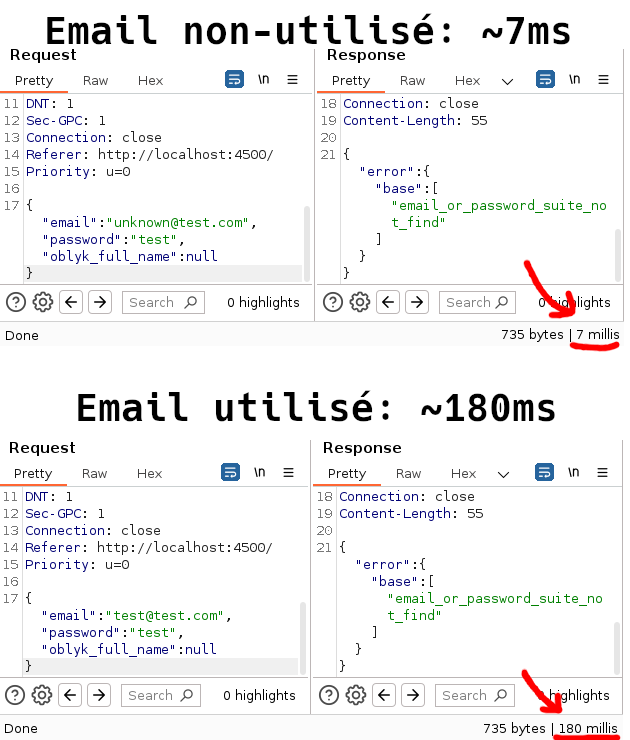 Email non-utilisé: ~7ms
Request
Response
Pretty Raw Hex \n
Pretty Raw Hex \n
11 DNT: 1
12 Sec-GPC: 1
13 Connection: close
14 Referer: http://localhost:4500/
15 Priority: u=0
16
17 {
"email":"unknown@test.com",
"password":"test",
"oblyk_full_name":null
}
18 Connection: close
19 Content-Length: 55
20
21 {
"error":{
"base":[
"email_or_password_suite_no
t_find"
]
}
}
Search 0 highlights
Search 0 highlights
Done
735 bytes | 7 millis
Email utilisé: ~180ms
Request
Response
Pretty Raw Hex \n
Pretty Raw Hex \n
11 DNT: 1
12 Sec-GPC: 1
13 Connection: close
14 Referer: http://localhost:4500/
15 Priority: u=0
16
17 {
"email":"test@test.com",
"password":"test",
"oblyk_full_name":null
}
18 Connection: close
19 Content-Length: 55
20
21 {
"error":{
"base":[
"email_or_password_suite_no
t_find"
]
}
}
Search 0 highlights
Search 0 highlights
Done
735 bytes | 180 millis